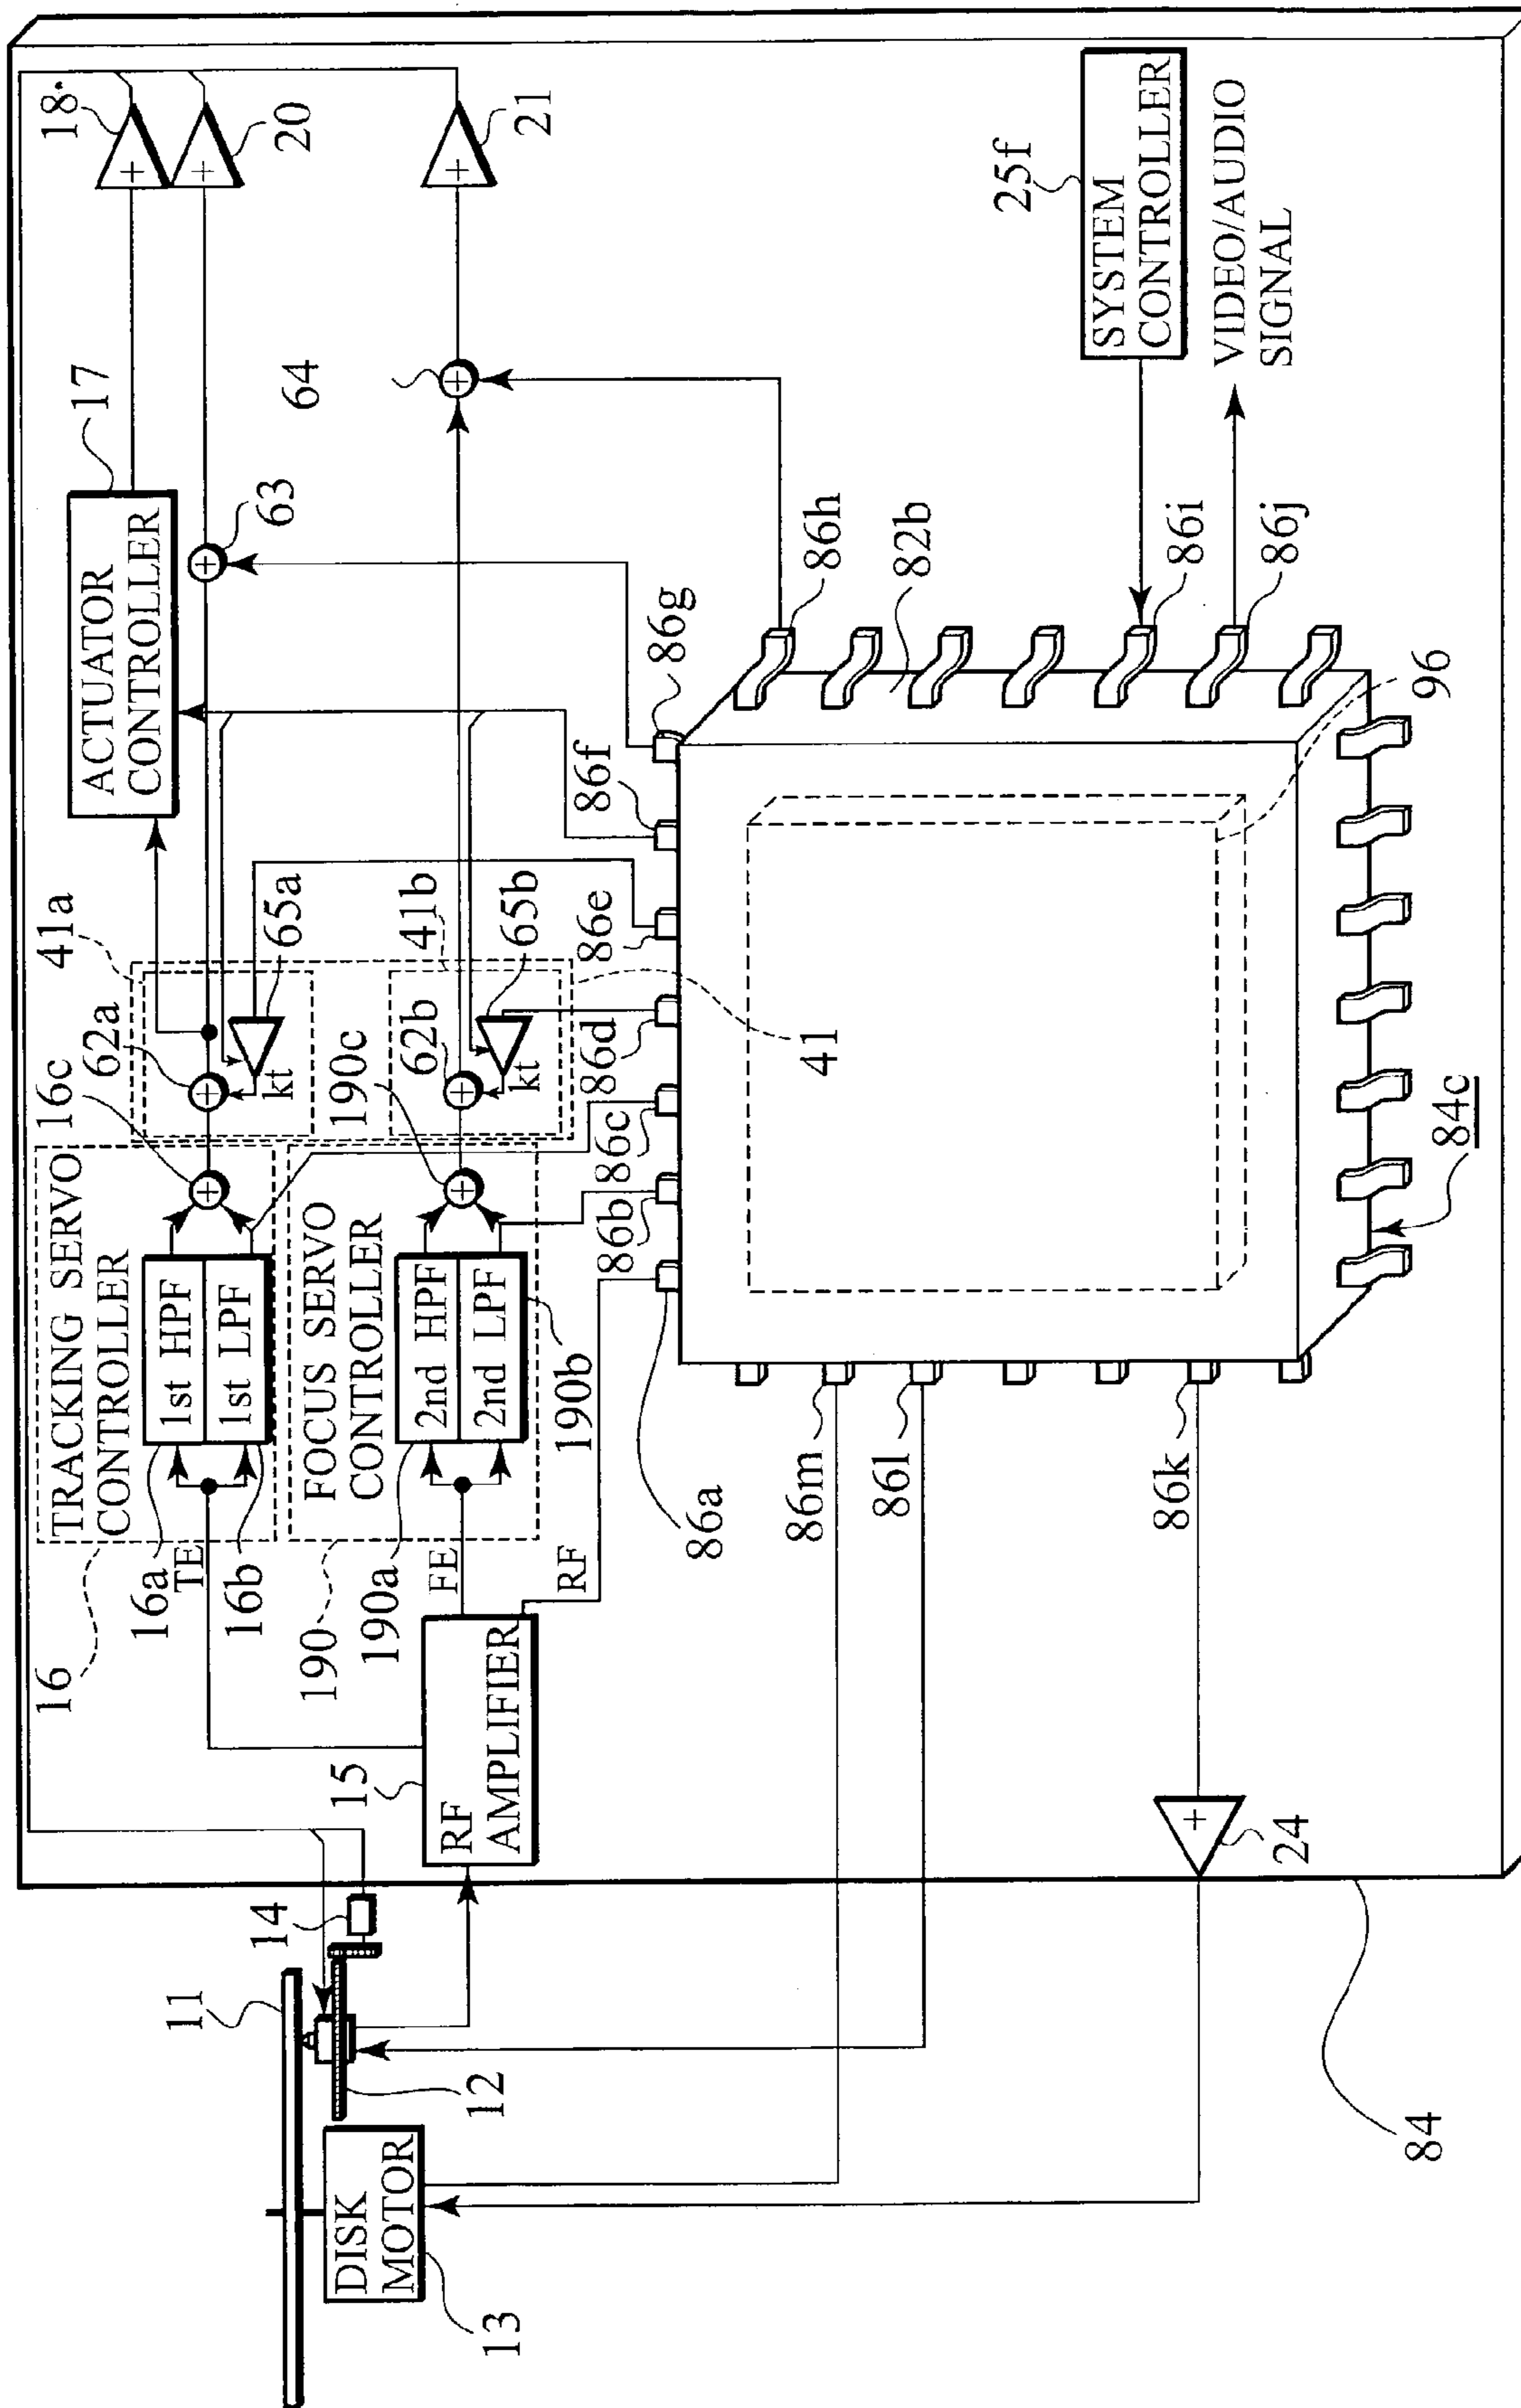 18
20
21
17
ACTUATOR
CONTROLLER
63
64
25f
SYSTEM
CONTROLLER
VIDEO/AUDIO
SIGNAL
41a
62a
16c
65a
kt
190c
62b
41b
65b
kt
41
TRACKING SERVO
CONTROLLER
1st HPF
1st LPF
16
16a
TE
16b
FOCUS SERVO
CONTROLLER
2nd HPF
2nd LPF
190b
190
190a
FE
RF
15
RF
AMPLIFIER
86a
86b
86c
86d
86e
86f
86g
86h
82b
86i
86j
96
84c
86m
86l
86k
24
84
14
11
12
DISK
MOTOR
13